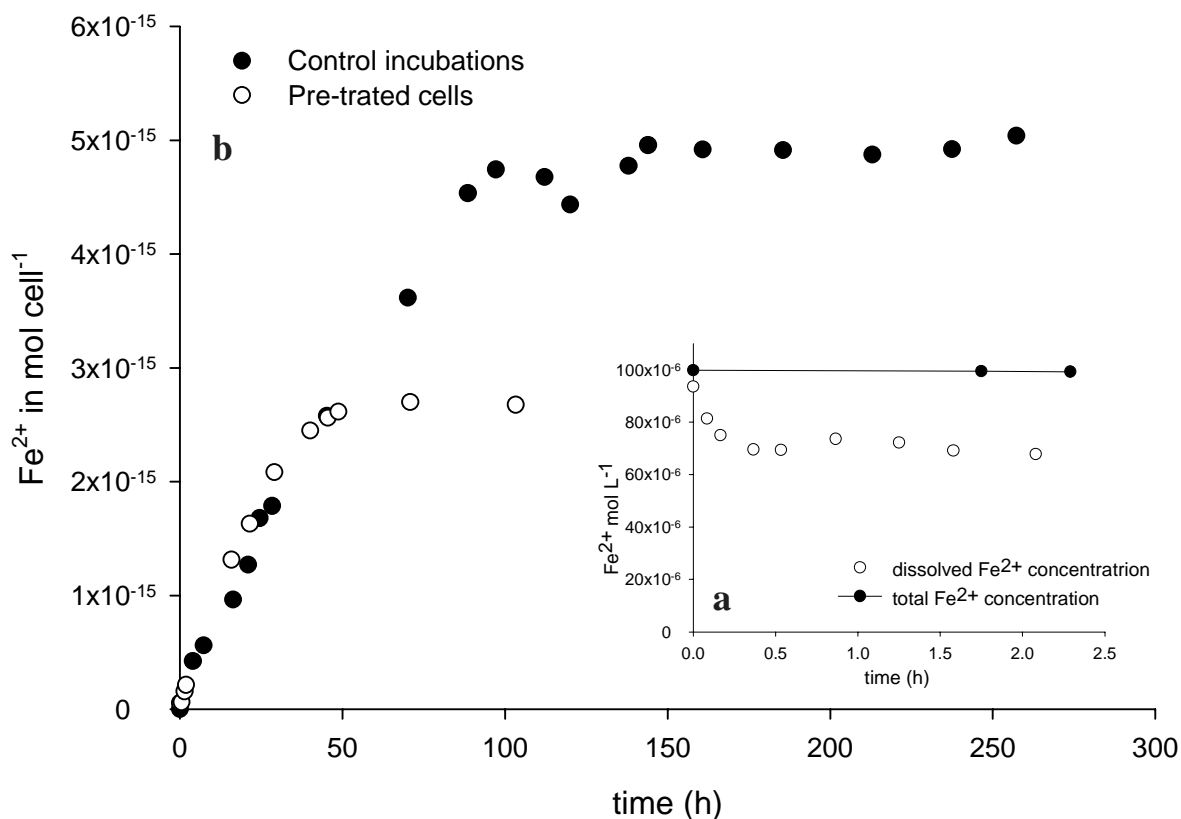 6x10-15
5x10-15
4x10-15
3x10-15
2x10-15
1x10-15
0
Fe2+ in mol cell-1
Control incubations
Pre-trated cells
b
100x10-6
80x10-6
60x10-6
40x10-6
20x10-6
0
Fe2+ mol L-1
dissolved Fe2+ concentratrion
total Fe2+ concentration
a
0.0 0.5 1.0 1.5 2.0 2.5
time (h)
0 50 100 150 200 250 300
time (h)